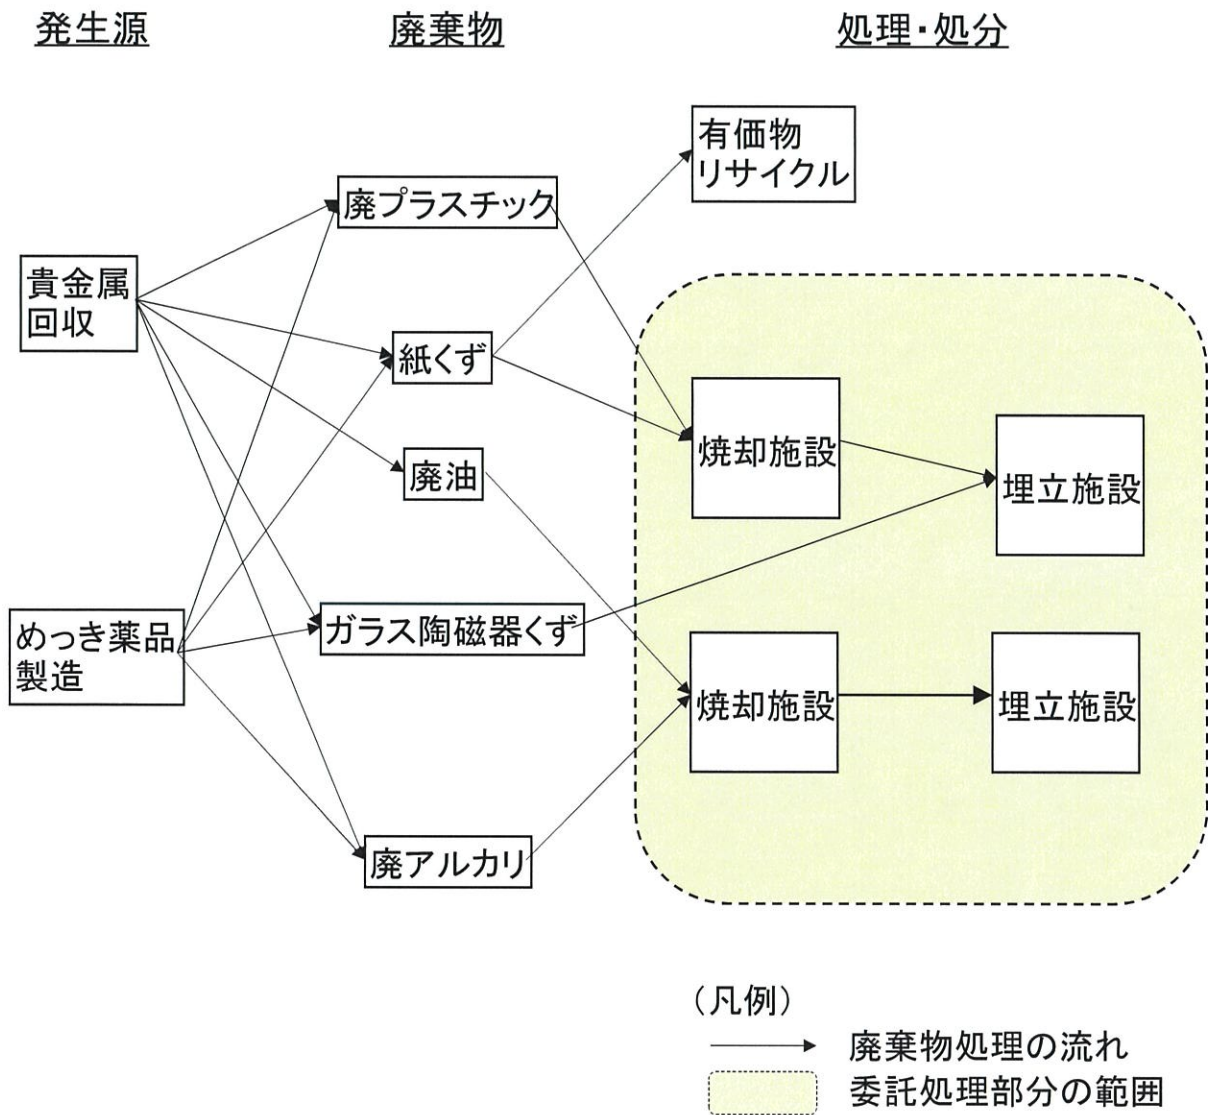 発生源
廃棄物
処理・処分
有価物
リサイクル
廃プラスチック
貴金属
回収
紙くず
焼却施設
廃油
埋立施設
めっき薬品
製造
ガラス陶磁器くず
焼却施設
埋立施設
廃アルカリ
（凡例）
廃棄物処理の流れ
委託処理部分の範囲